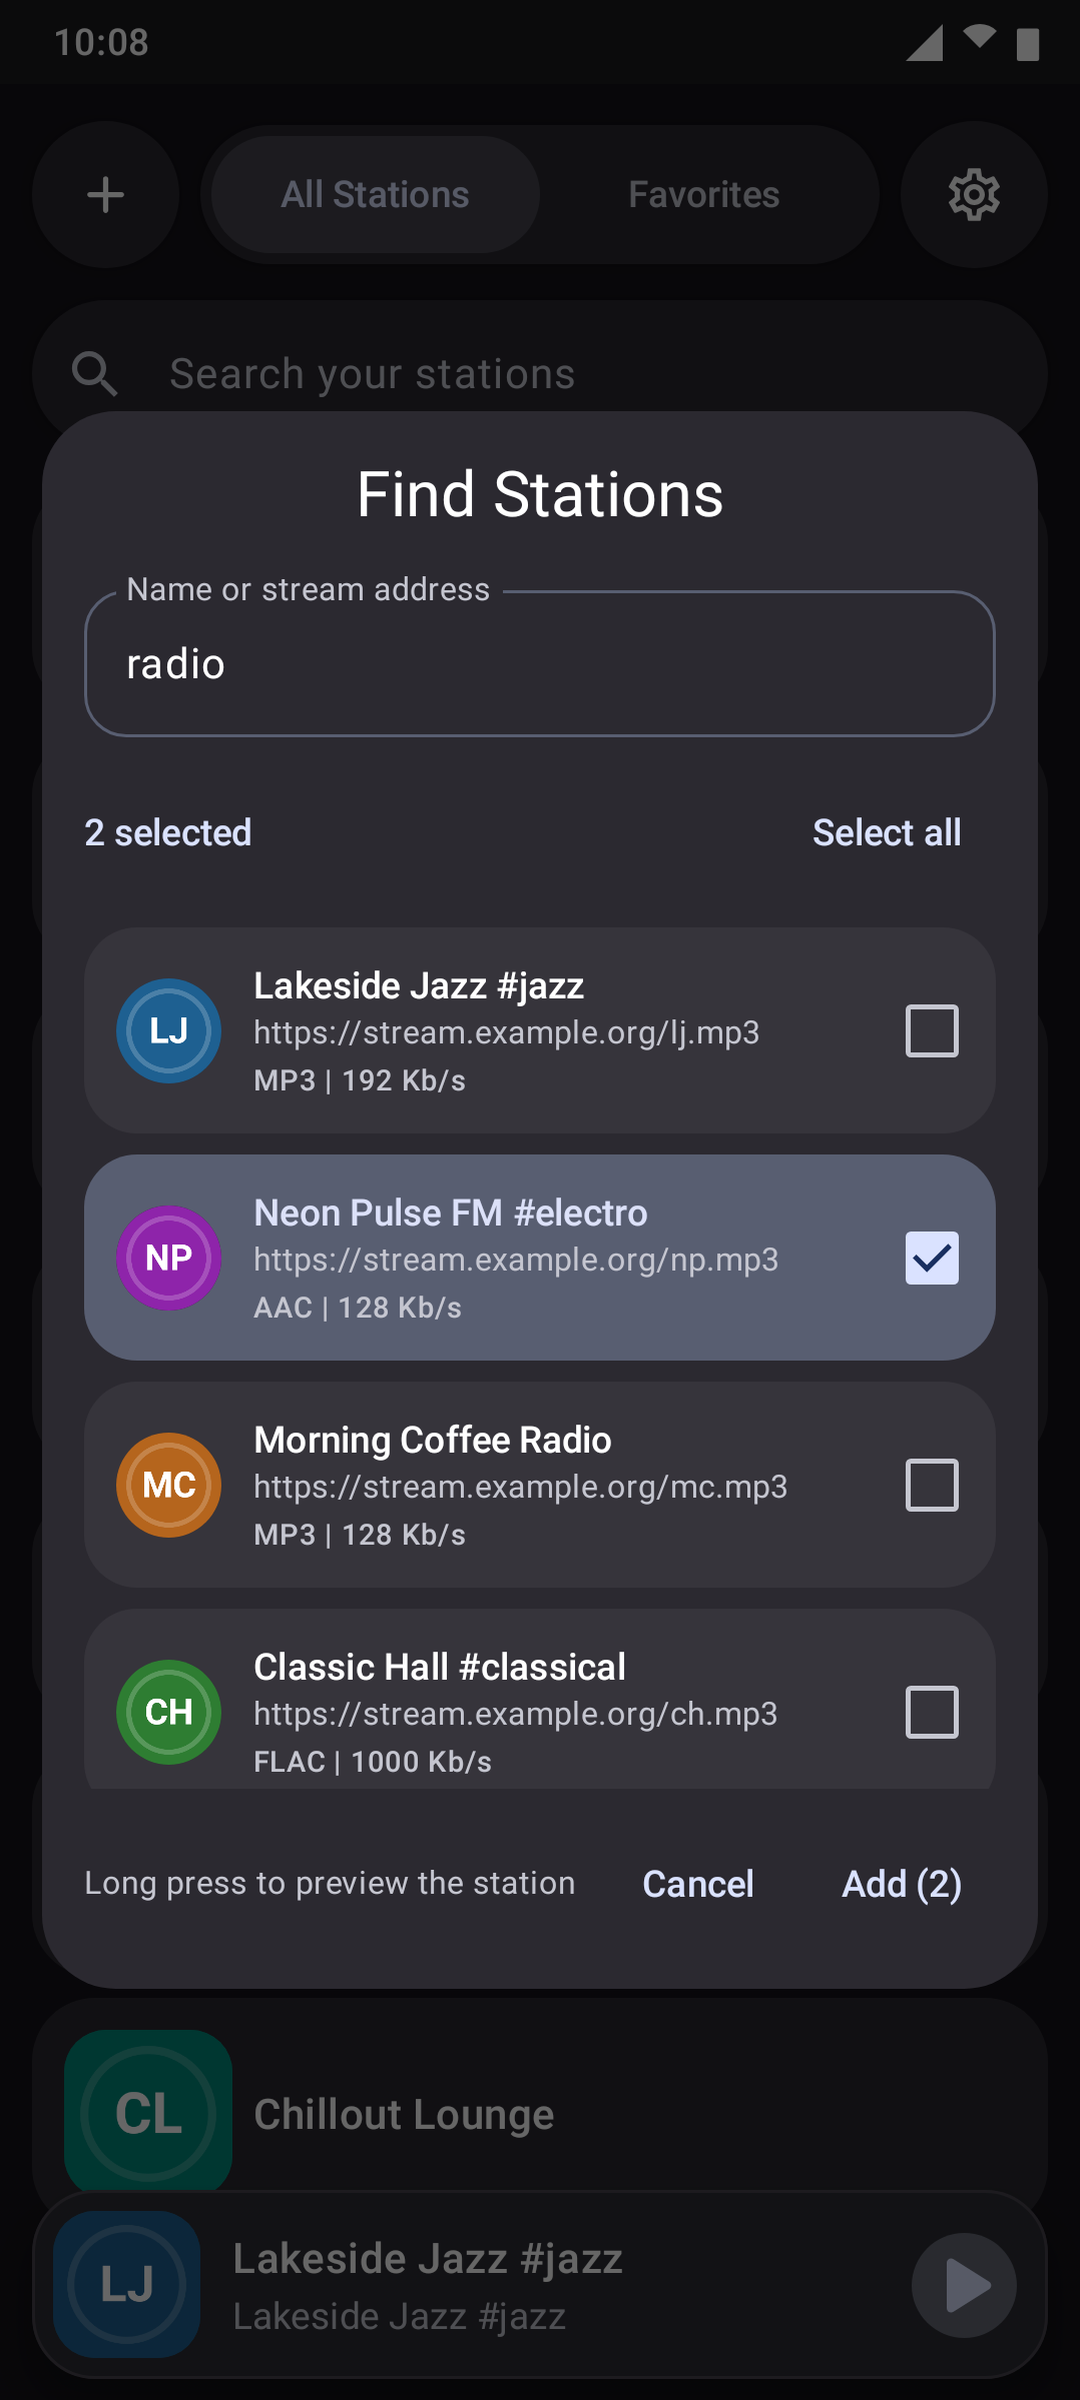 10:08
All Stations
Favorites
Search your stations
Find Stations
Name or stream address
radio
2 selected
Select all
LJ
Lakeside Jazz #jazz
https://stream.example.org/lj.mp3
MP3 | 192 Kb/s
NP
Neon Pulse FM #electro
https://stream.example.org/np.mp3
AAC | 128 Kb/s
MC
Morning Coffee Radio
https://stream.example.org/mc.mp3
MP3 | 128 Kb/s
CH
Classic Hall #classical
https://stream.example.org/ch.mp3
FLAC | 1000 Kb/s
Long press to preview the station
Cancel
Add (2)
CL
Chillout Lounge
LJ
Lakeside Jazz #jazz
Lakeside Jazz #jazz